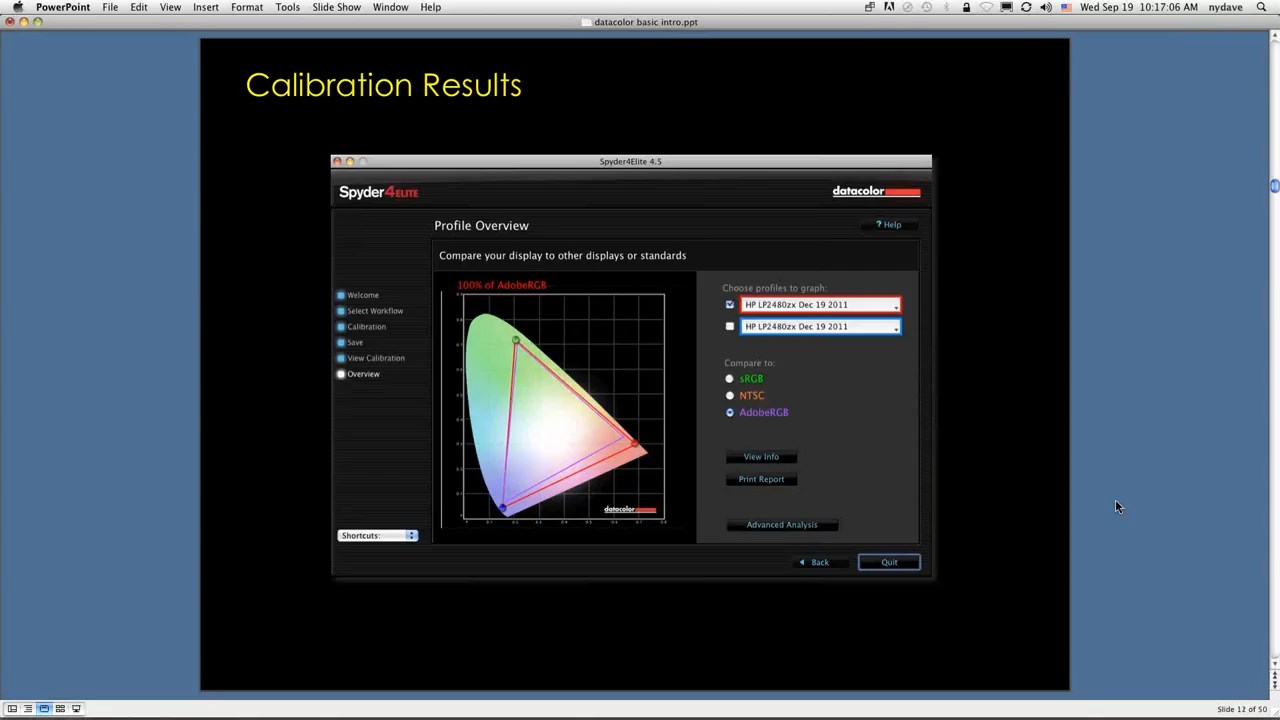 PowerPoint File Edit View Insert Format Tools Slide Show Window Help Wed Sep 19 10:17:06 AM nydave
datacolor basic intro.ppt
Calibration Results
Spyder4Elite 4.5
Spyder4ELITE datacolor
Profile Overview ? Help
Compare your display to other displays or standards
100% of AdobeRGB
Choose profiles to graph:
HP LP2480zx Dec 19 2011
HP LP2480zx Dec 19 2011
Welcome
Select Workflow
Calibration
Save
View Calibration
Overview
Compare to:
sRGB
NTSC
AdobeRGB
View Info
Print Report
datacolor
Advanced Analysis
Shortcuts:
Back Quit
Slide 12 of 50